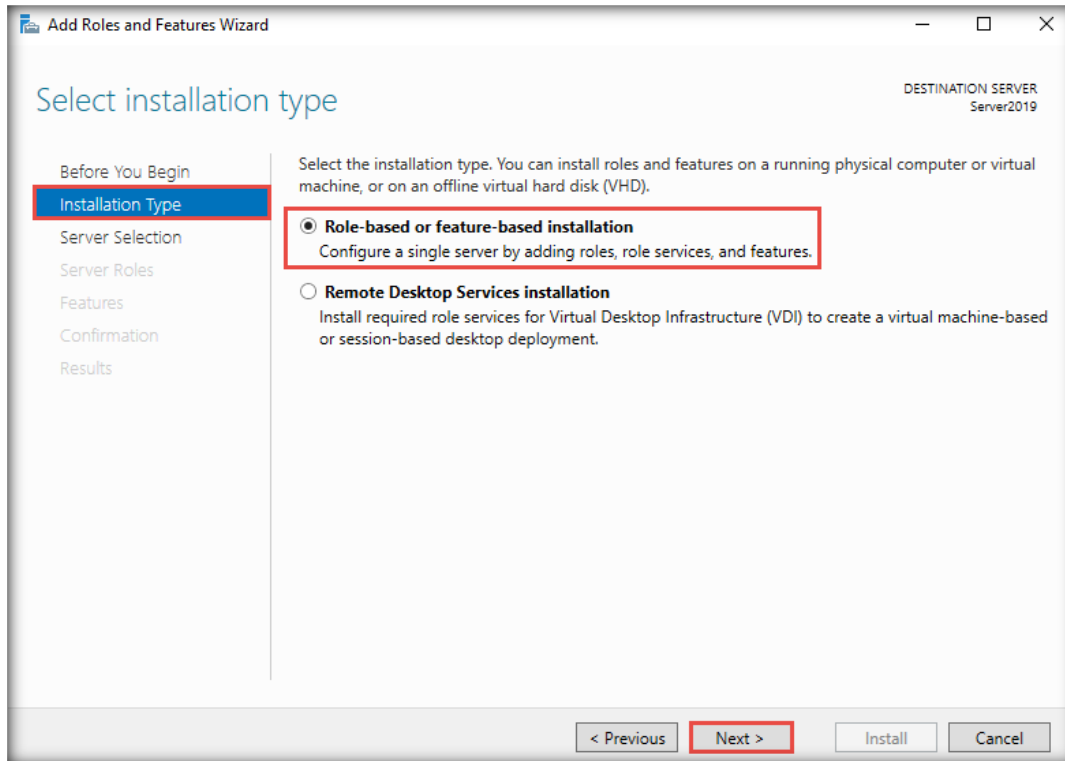 Add Roles and Features Wizard
Select installation type
DESTINATION SERVER
Server2019
Before You Begin
Installation Type
Server Selection
Server Roles
Features
Confirmation
Results
Select the installation type. You can install roles and features on a running physical computer or virtual
machine, or on an offline virtual hard disk (VHD).
Role-based or feature-based installation
Configure a single server by adding roles, role services, and features.
Remote Desktop Services installation
Install required role services for Virtual Desktop Infrastructure (VDI) to create a virtual machine-based
or session-based desktop deployment.
< Previous
Next >
Install
Cancel